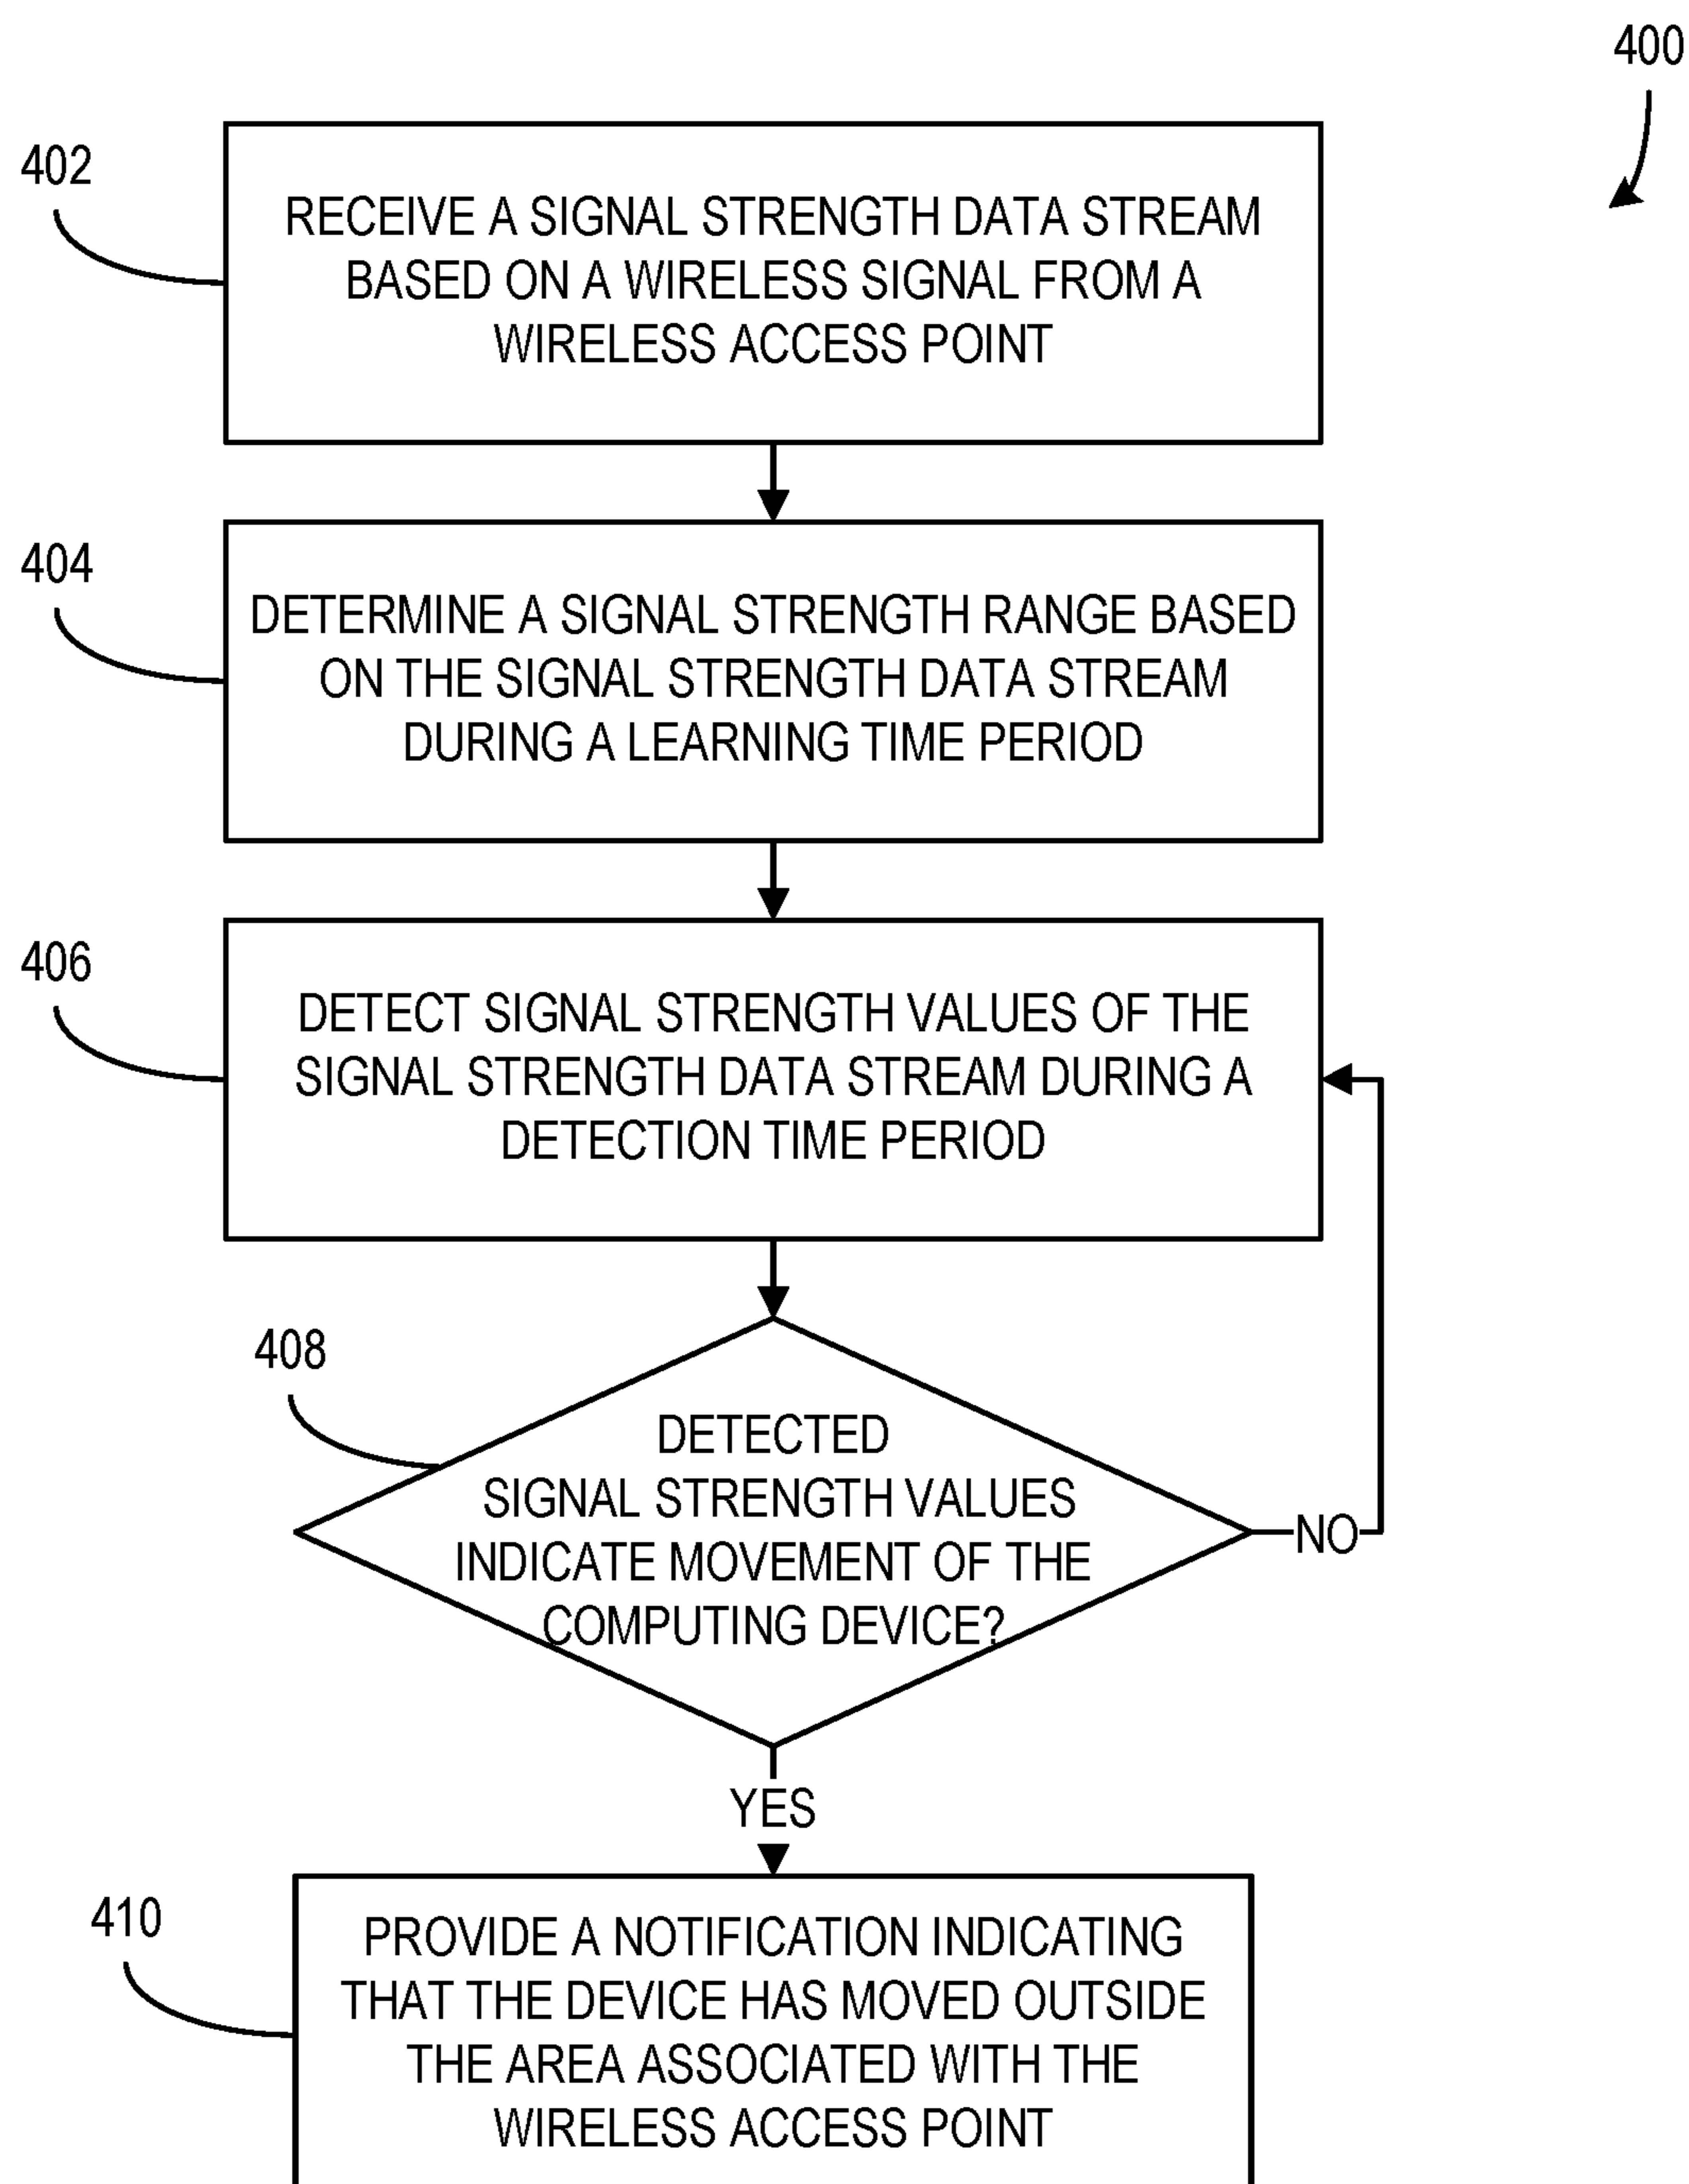 400
402
RECEIVE A SIGNAL STRENGTH DATA STREAM
BASED ON A WIRELESS SIGNAL FROM A
WIRELESS ACCESS POINT
404
DETERMINE A SIGNAL STRENGTH RANGE BASED
ON THE SIGNAL STRENGTH DATA STREAM
DURING A LEARNING TIME PERIOD
406
DETECT SIGNAL STRENGTH VALUES OF THE
SIGNAL STRENGTH DATA STREAM DURING A
DETECTION TIME PERIOD
408
DETECTED
SIGNAL STRENGTH VALUES
INDICATE MOVEMENT OF THE
COMPUTING DEVICE?
NO
YES
410
PROVIDE A NOTIFICATION INDICATING
THAT THE DEVICE HAS MOVED OUTSIDE
THE AREA ASSOCIATED WITH THE
WIRELESS ACCESS POINT